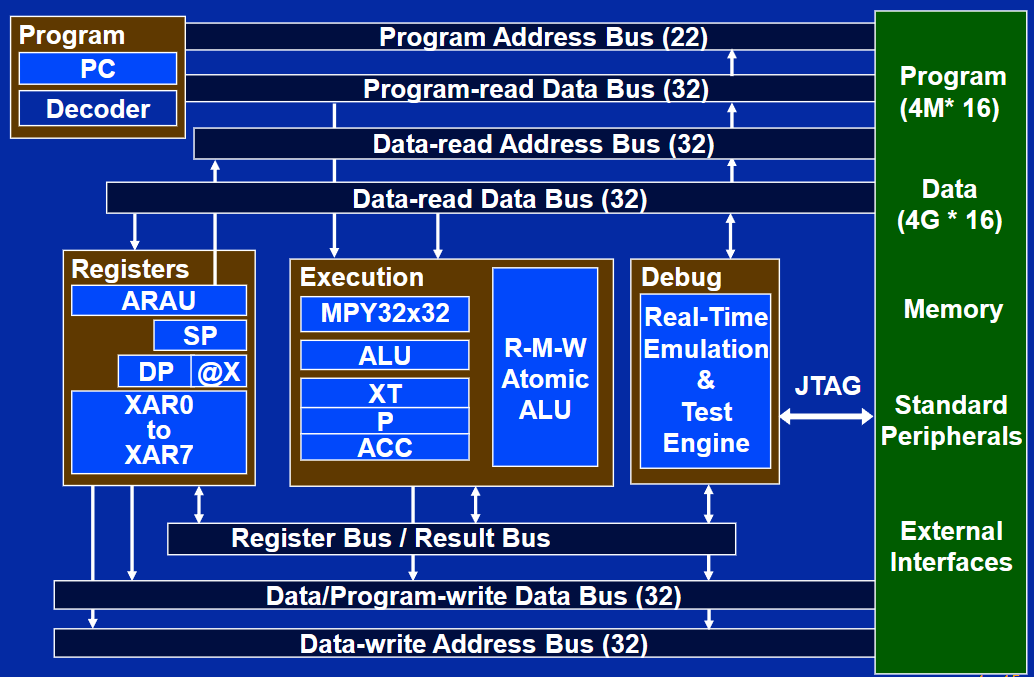 Program
PC
Decoder
Program Address Bus (22)
Program-read Data Bus (32)
Data-read Address Bus (32)
Data-read Data Bus (32)
Program
(4M* 16)
Data
(4G * 16)
Memory
Standard
Peripherals
External
Interfaces
Registers
ARAU
SP
DP @X
XAR0
to
XAR7
Execution
MPY32x32
ALU
XT
P
ACC
R-M-W
Atomic
ALU
Debug
Real-Time
Emulation
&
Test
Engine
JTAG
Register Bus / Result Bus
Data/Program-write Data Bus (32)
Data-write Address Bus (32)